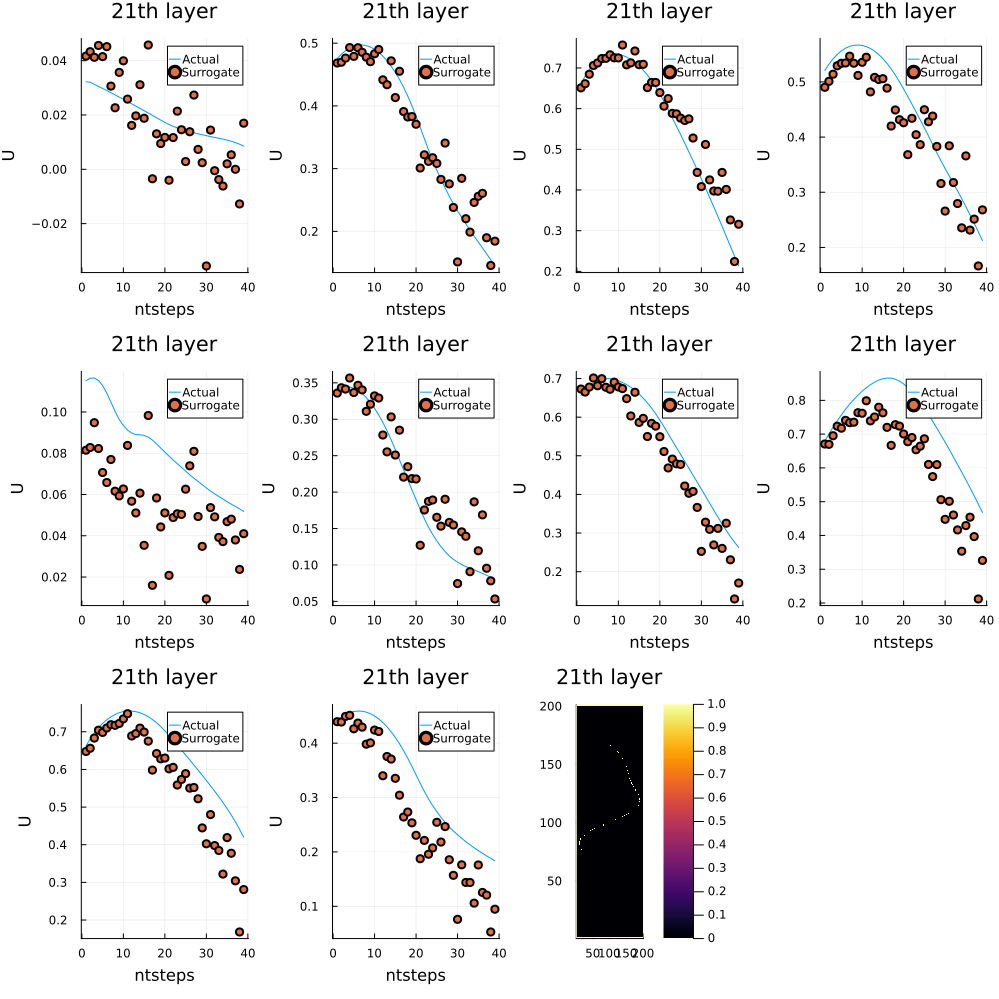 21th layer 21th layer 21th layer 21th layer
U
0.04
0.02
0.00
−0.02
0 10 20 30 40
ntsteps
Actual
Surrogate
U
0.5
0.4
0.3
0.2
0 10 20 30 40
ntsteps
Actual
Surrogate
U
0.7
0.6
0.5
0.4
0.3
0.2
0 10 20 30 40
ntsteps
Actual
Surrogate
U
0.5
0.4
0.3
0.2
0 10 20 30 40
ntsteps
Actual
Surrogate
21th layer 21th layer 21th layer 21th layer
U
0.10
0.08
0.06
0.04
0.02
0 10 20 30 40
ntsteps
Actual
Surrogate
U
0.35
0.30
0.25
0.20
0.15
0.10
0.05
0 10 20 30 40
ntsteps
Actual
Surrogate
U
0.7
0.6
0.5
0.4
0.3
0.2
0 10 20 30 40
ntsteps
Actual
Surrogate
U
0.8
0.7
0.6
0.5
0.4
0.3
0.2
0 10 20 30 40
ntsteps
Actual
Surrogate
21th layer 21th layer 21th layer
U
0.7
0.6
0.5
0.4
0.3
0.2
0 10 20 30 40
ntsteps
Actual
Surrogate
U
0.4
0.3
0.2
0.1
0 10 20 30 40
ntsteps
Actual
Surrogate
200
150
100
50
50 100 150 200
1.0
0.9
0.8
0.7
0.6
0.5
0.4
0.3
0.2
0.1
0